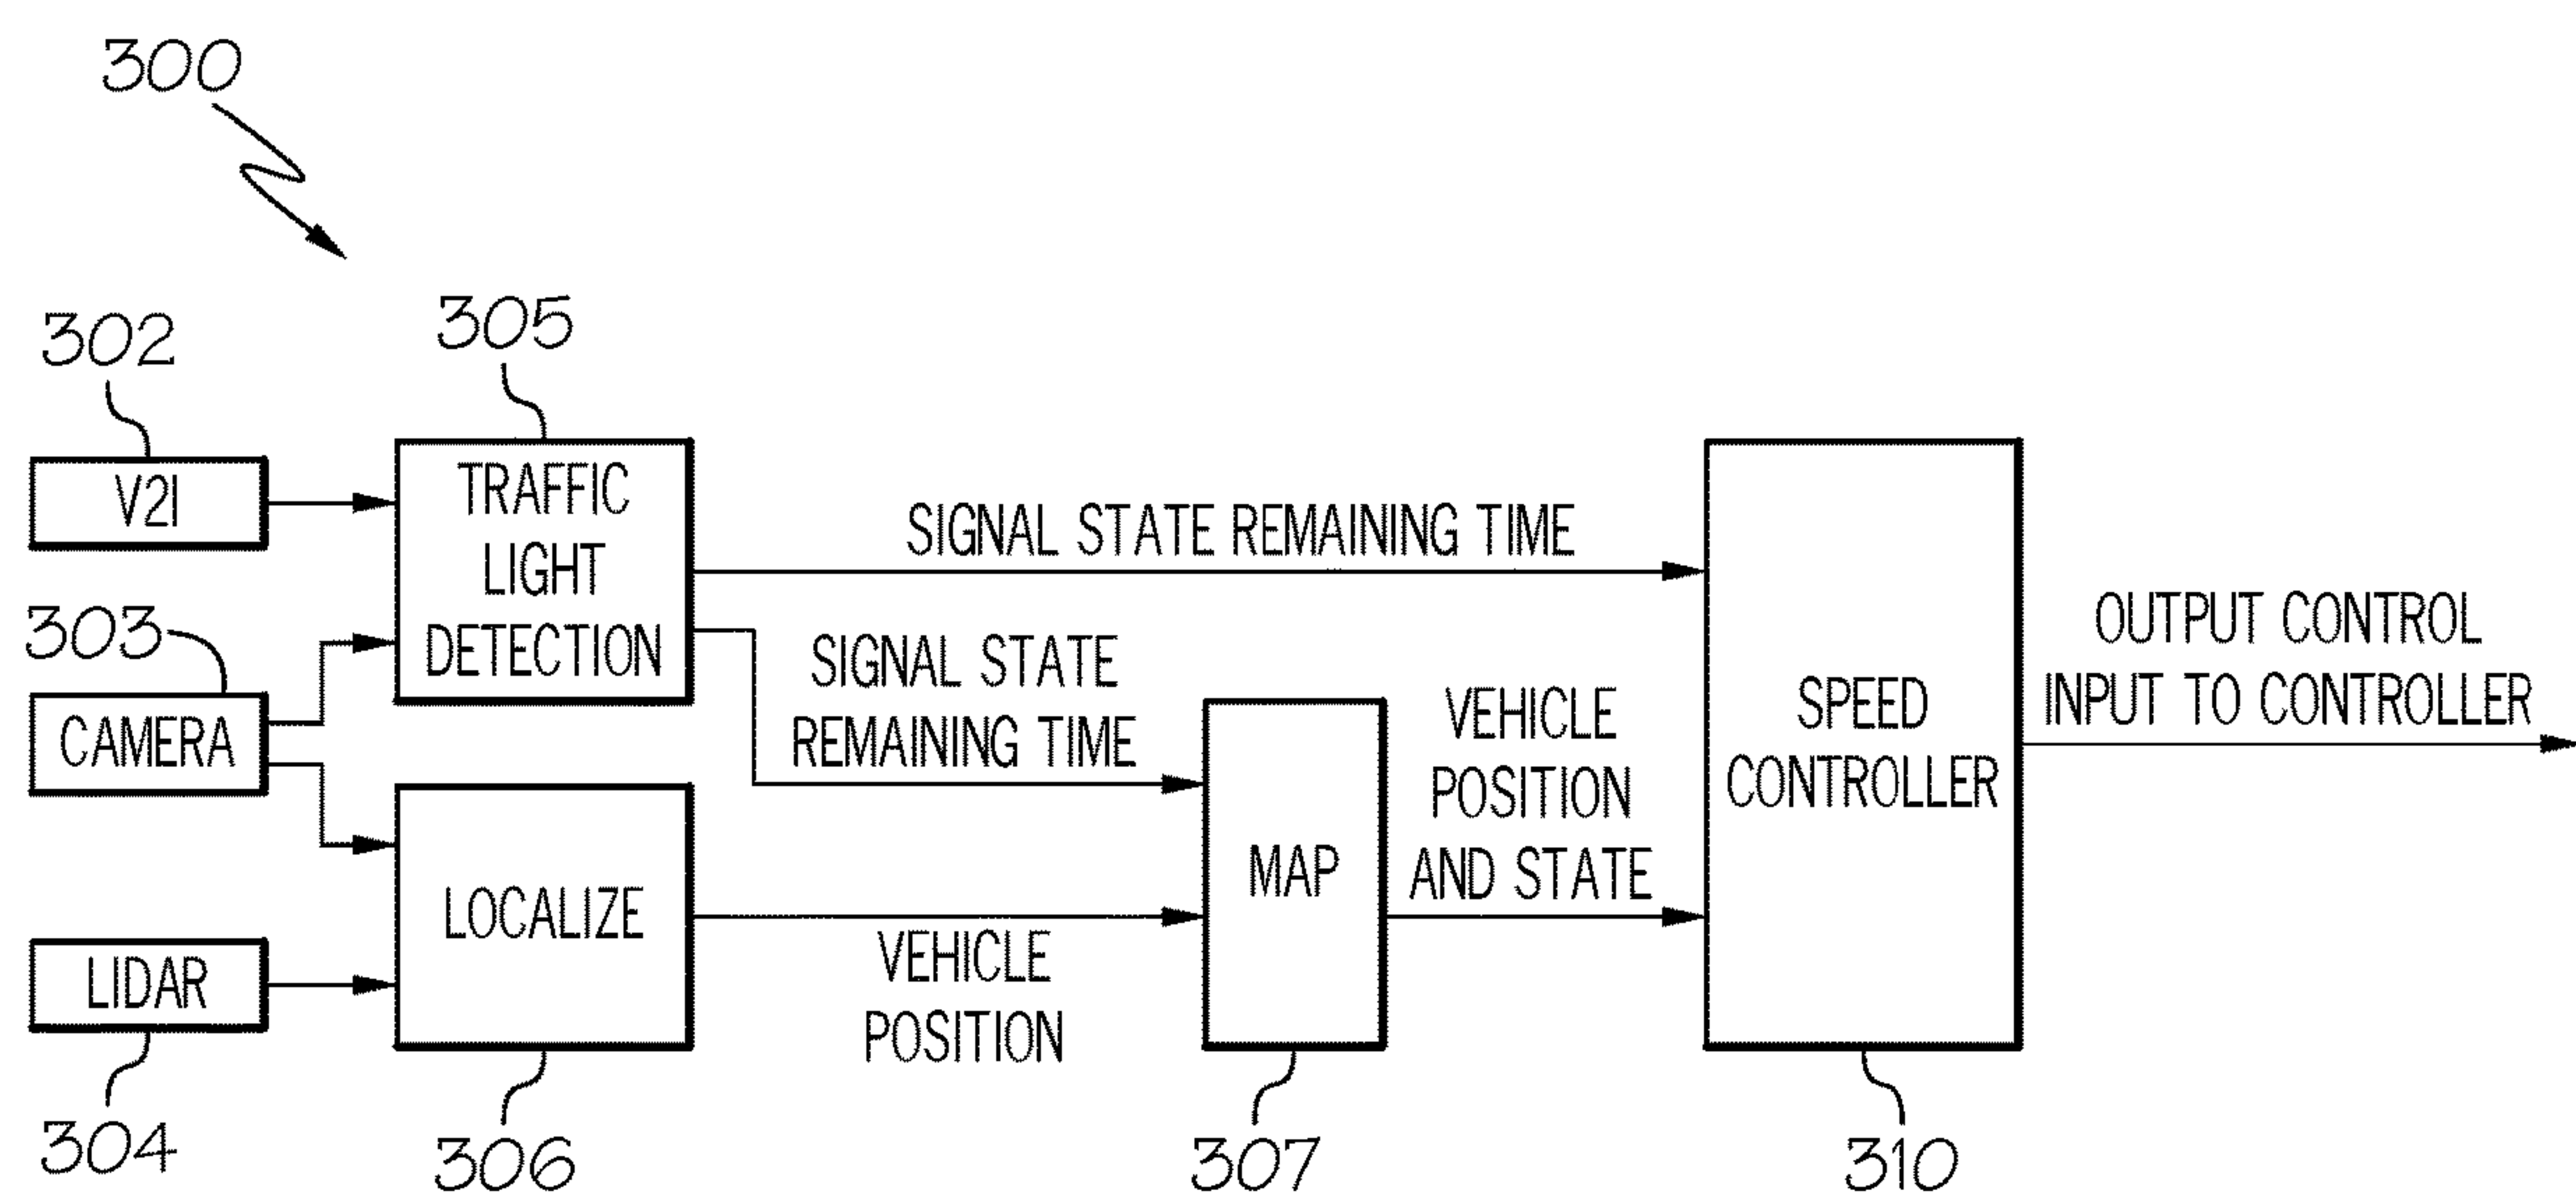 300
302
305
V2I
TRAFFIC
LIGHT
DETECTION
SIGNAL STATE REMAINING TIME
303
CAMERA
SIGNAL STATE
REMAINING TIME
VEHICLE
POSITION
AND STATE
SPEED
CONTROLLER
OUTPUT CONTROL
INPUT TO CONTROLLER
LOCALIZE
MAP
LIDAR
VEHICLE
POSITION
304
306
307
310